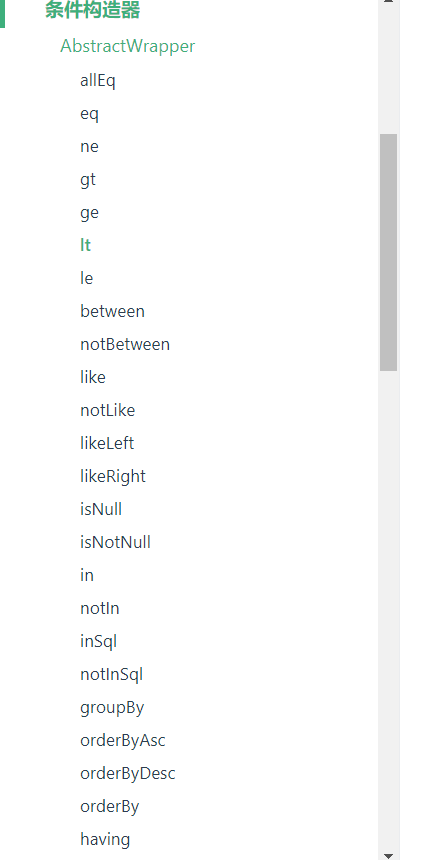 条件构造器
AbstractWrapper
allEq
eq
ne
gt
ge
lt
le
between
notBetween
like
notLike
likeLeft
likeRight
isNull
isNotNull
in
notIn
inSql
notInSql
groupBy
orderByAsc
orderByDesc
orderBy
having